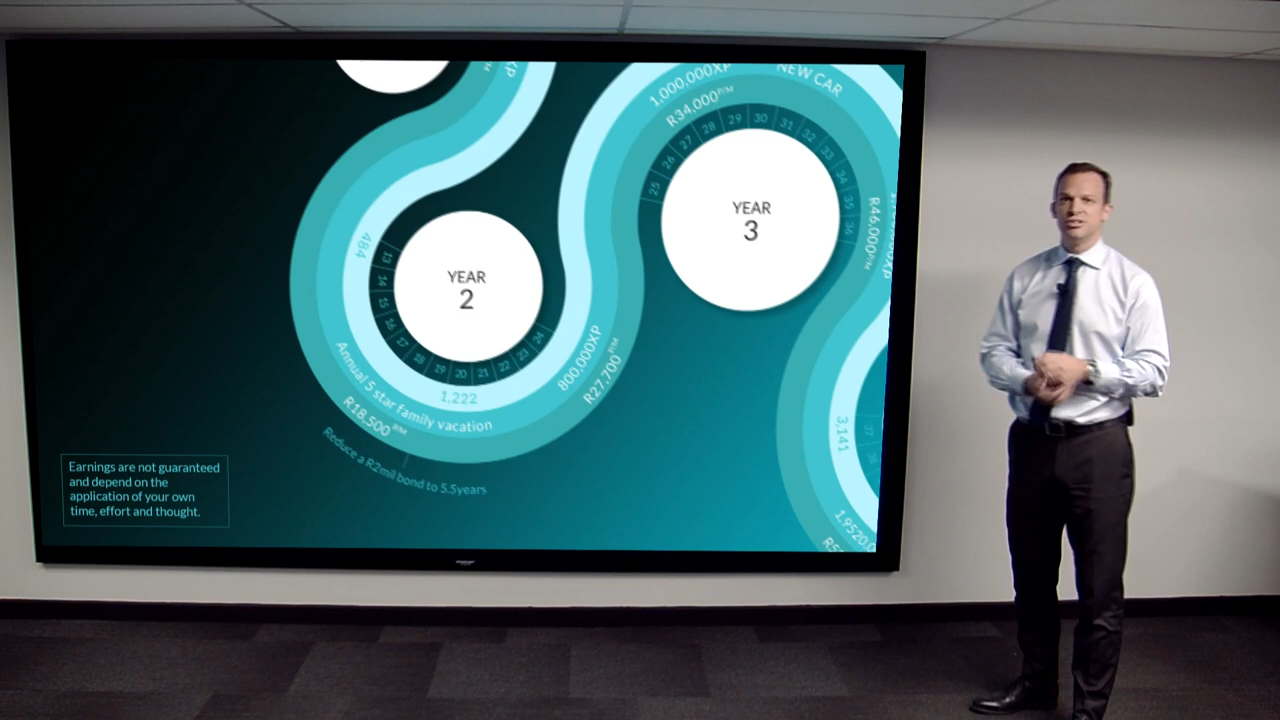 XP
P/M
1,000,000XP
NEW CAR
R34,000P/M
25 26 27 28 29 30 31 32 33 34 35 36
YEAR
3
R46,000P/M
484
13 14 15 16 17 18 19 20 21 22 23 24
YEAR
2
1,222
Annual 5 star family vacation
800,000XP
R18,500P/M
R27,700P/M
Reduce a R2mil bond to 5.5years
37
38
3,141
Earnings are not guaranteed
and depend on the
application of your own
time, effort and thought.